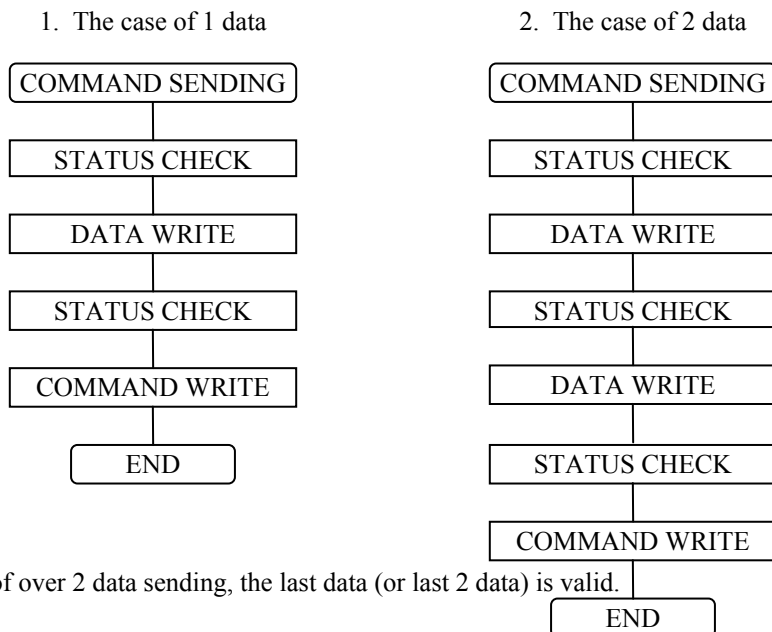 1. The case of 1 data
COMMAND SENDING
STATUS CHECK
DATA WRITE
STATUS CHECK
COMMAND WRITE
END
2. The case of 2 data
COMMAND SENDING
STATUS CHECK
DATA WRITE
STATUS CHECK
DATA WRITE
STATUS CHECK
COMMAND WRITE
END
of over 2 data sending, the last data (or last 2 data) is valid.